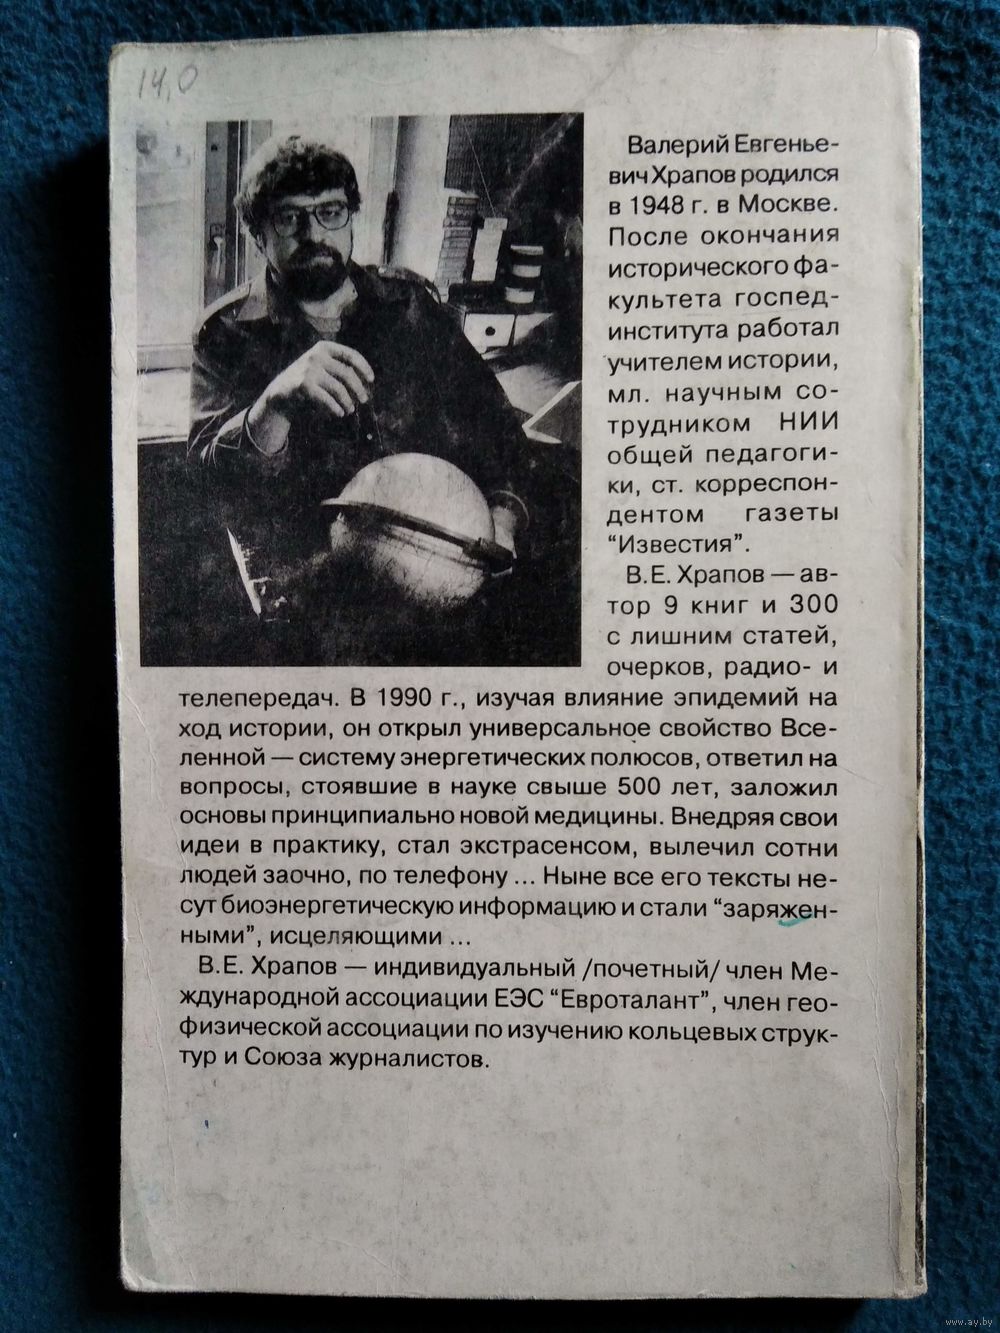 14,0
Валерий Евгенье-
вич Храпов родился
в 1948 г. в Москве.
После окончания
исторического фа-
культета госпед-
института работал
учителем истории,
мл. научным со-
трудником НИИ
общей педагоги-
ки, ст. корреспон-
дентом газеты
“Известия”.
В.Е. Храпов — ав-
тор 9 книг и 300
с лишним статей,
очерков, радио- и
телепередач. В 1990 г., изучая влияние эпидемий на
ход истории, он открыл универсальное свойство Все-
ленной — систему энергетических полюсов, ответил на
вопросы, стоявшие в науке свыше 500 лет, заложил
основы принципиально новой медицины. Внедряя свои
идеи в практику, стал экстрасенсом, вылечил сотни
людей заочно, по телефону ... Ныне все его тексты не-
сут биоэнергетическую информацию и стали “заряжен-
ными”, исцеляющими ...
В.Е. Храпов — индивидуальный /почетный/ член Ме-
ждународной ассоциации ЕЭС “Евроталант”, член гео-
физической ассоциации по изучению кольцевых струк-
тур и Союза журналистов.
www.ay.by